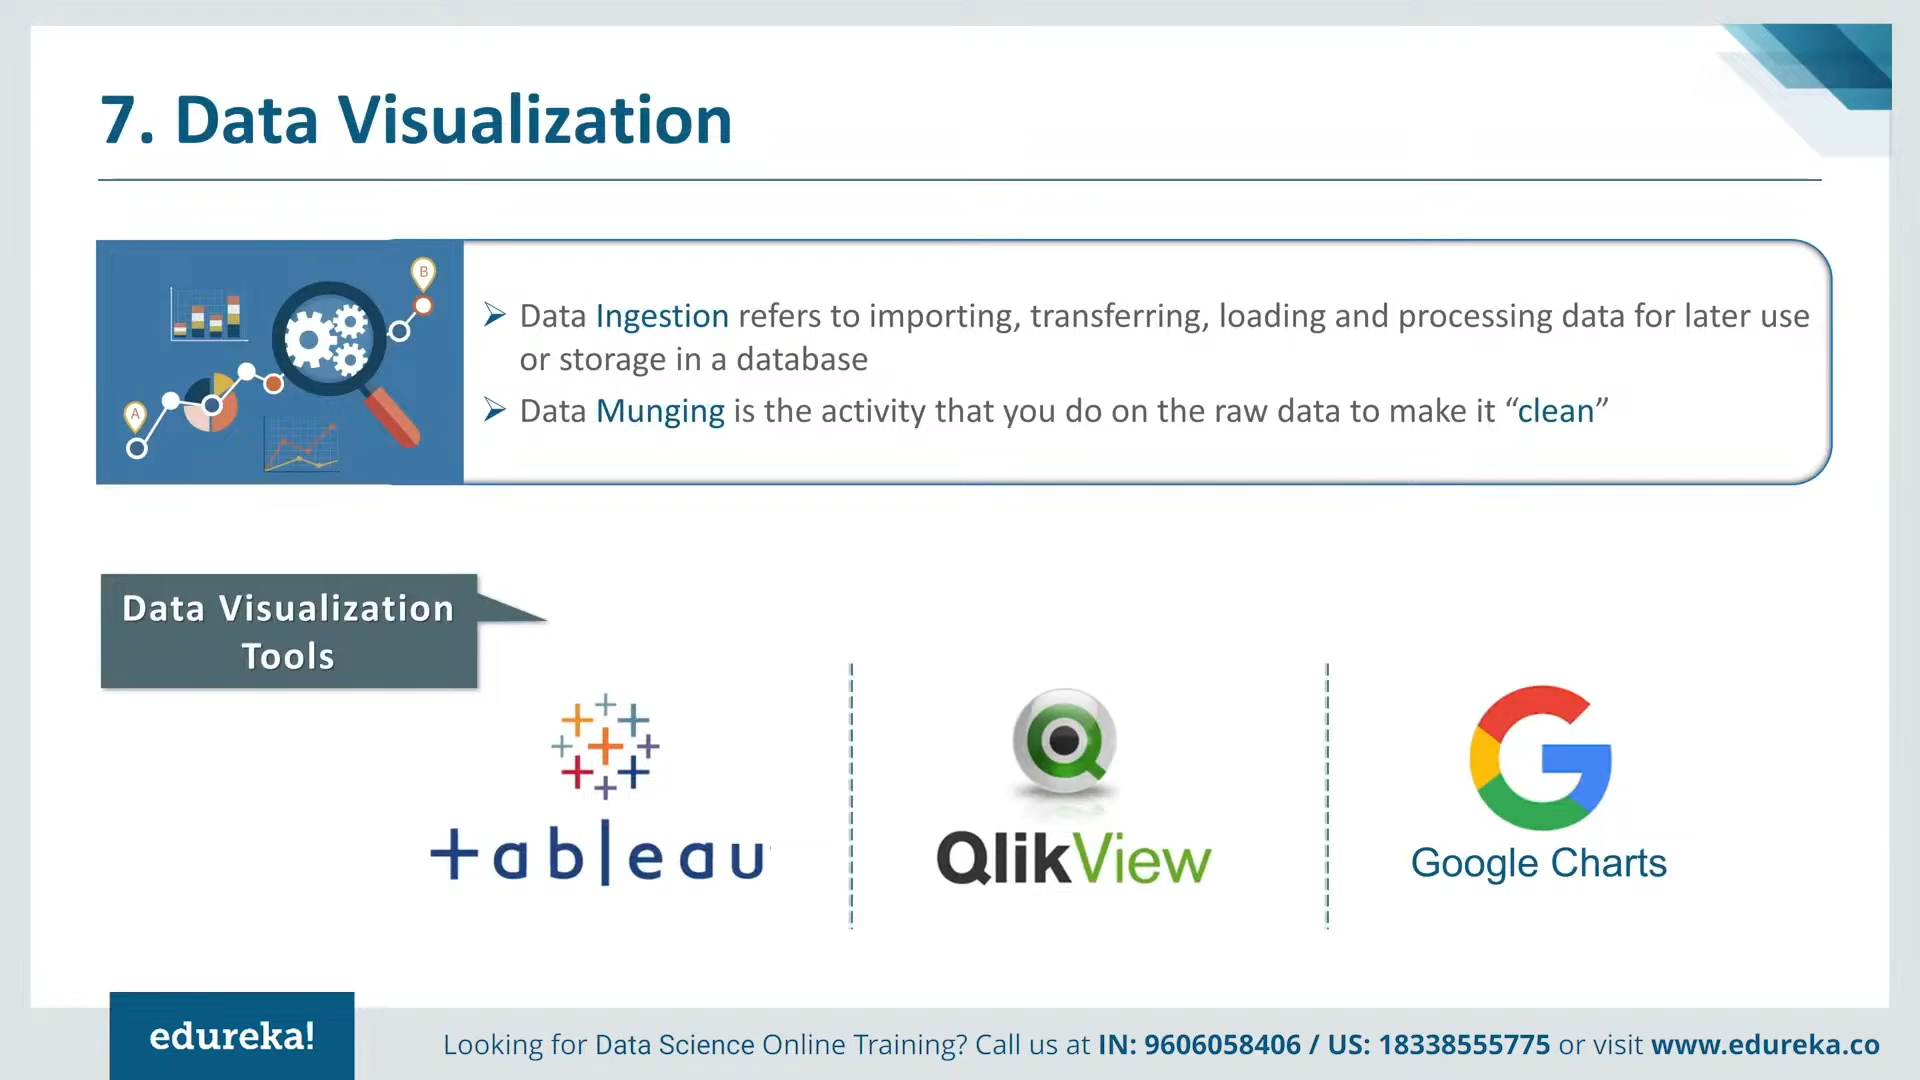 7. Data Visualization
B
A
Data Ingestion refers to importing, transferring, loading and processing data for later use
or storage in a database
Data Munging is the activity that you do on the raw data to make it “clean”
Data Visualization
Tools
+ableau
QlikView
Google Charts
edureka!
Looking for Data Science Online Training? Call us at IN: 9606058406 / US: 18338555775 or visit www.edureka.co